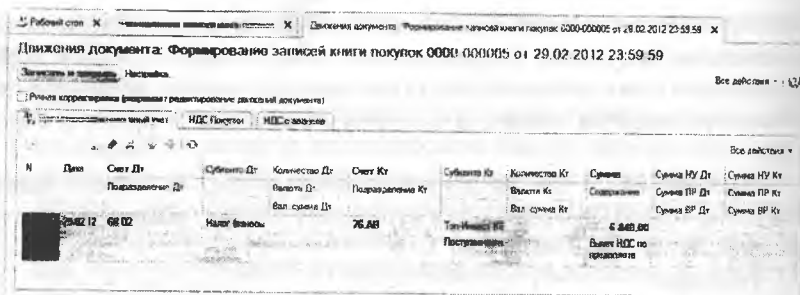 Рабочий стол Движения документа: Формирование записей книги покупок 0000-000005 от 29.02.2012 23:59:59
Движения документа: Формирование записей книги покупок 0000-000005 от 29.02.2012 23:59:59
Записать и закрыть Настройка... Все действия
Ручная корректировка (разрешает редактирование движений документа)
НДС Покупки НДС с авансов
Все действия
N Дата Счет Дт Субконто Дт Количество Дт Счет Кт Субконто Кт Количество Кт Сумма Сумма НУ Дт Сумма НУ Кт
Подразделение Дт Валюта Дт Подразделение Кт Валюта Кт Содержание Сумма ПР Дт Сумма ПР Кт
Вал. сумма Дт Вал. сумма Кт Сумма ВР Дт Сумма ВР Кт
68.02 Налог (взносы 76.АВ
Поступление Вычет НДС по
предоплате